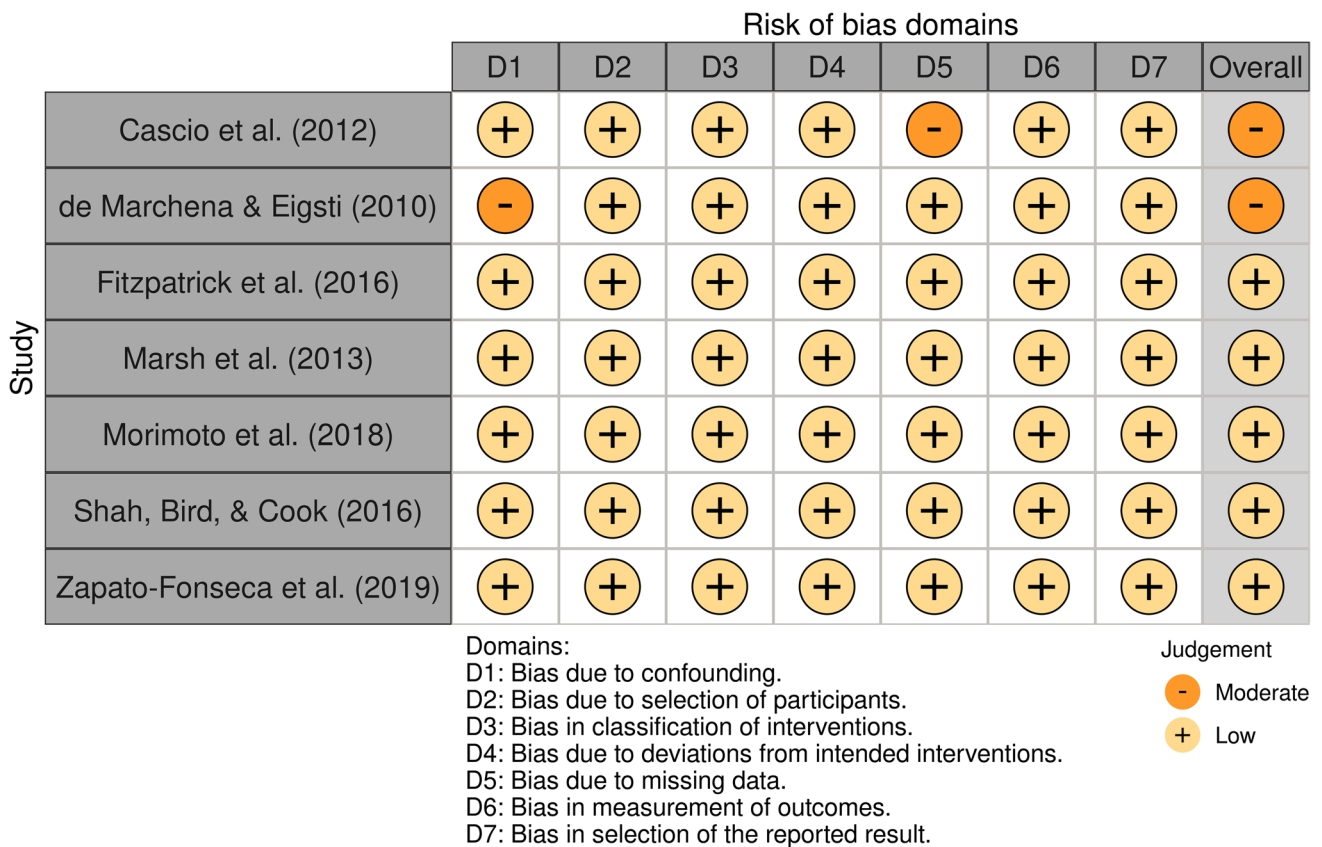 Risk of bias domains
D1 D2 D3 D4 D5 D6 D7 Overall
Study
Cascio et al. (2012) + + + + - + + -
de Marchena & Eigsti (2010) - + + + + + + -
Fitzpatrick et al. (2016) + + + + + + + +
Marsh et al. (2013) + + + + + + + +
Morimoto et al. (2018) + + + + + + + +
Shah, Bird, & Cook (2016) + + + + + + + +
Zapato-Fonseca et al. (2019) + + + + + + + +
Domains:
D1: Bias due to confounding.
D2: Bias due to selection of participants.
D3: Bias in classification of interventions.
D4: Bias due to deviations from intended interventions.
D5: Bias due to missing data.
D6: Bias in measurement of outcomes.
D7: Bias in selection of the reported result.
Judgement
- Moderate
+ Low